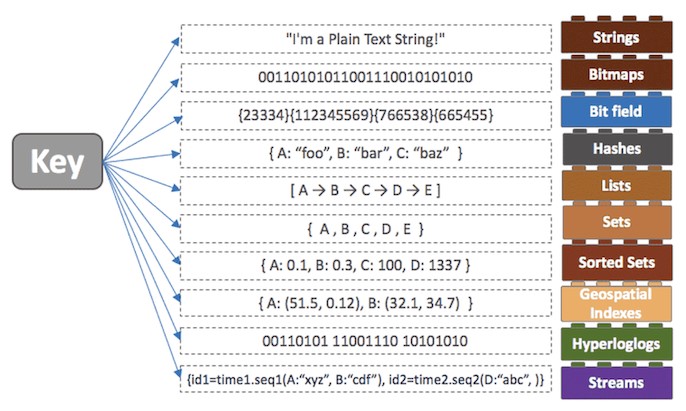 Key
"I'm a Plain Text String!" Strings
00110101011001110010101010 Bitmaps
{23334}{112345569}{766538}{665455} Bit field
{ A: “foo”, B: “bar”, C: “baz” } Hashes
[ A → B → C → D → E ] Lists
{ A , B , C , D , E } Sets
{ A: 0.1, B: 0.3, C: 100, D: 1337 } Sorted Sets
{ A: (51.5, 0.12), B: (32.1, 34.7) } Geospatial Indexes
00110101 11001110 10101010 Hyperloglogs
{id1=time1.seq1(A:“xyz”, B:“cdf”), id2=time2.seq2(D:“abc”, )} Streams